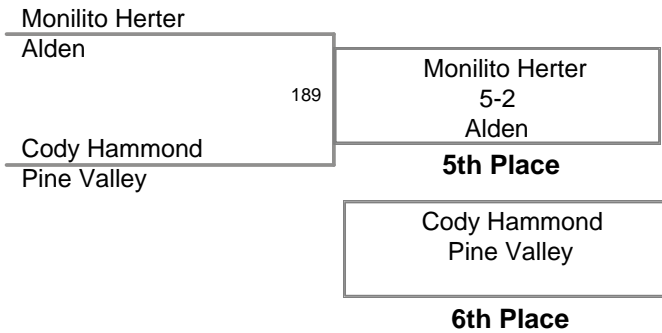 Monilito Herter
Alden
189
Cody Hammond
Pine Valley
Monilito Herter
5-2
Alden
5th Place
Cody Hammond
Pine Valley
6th Place